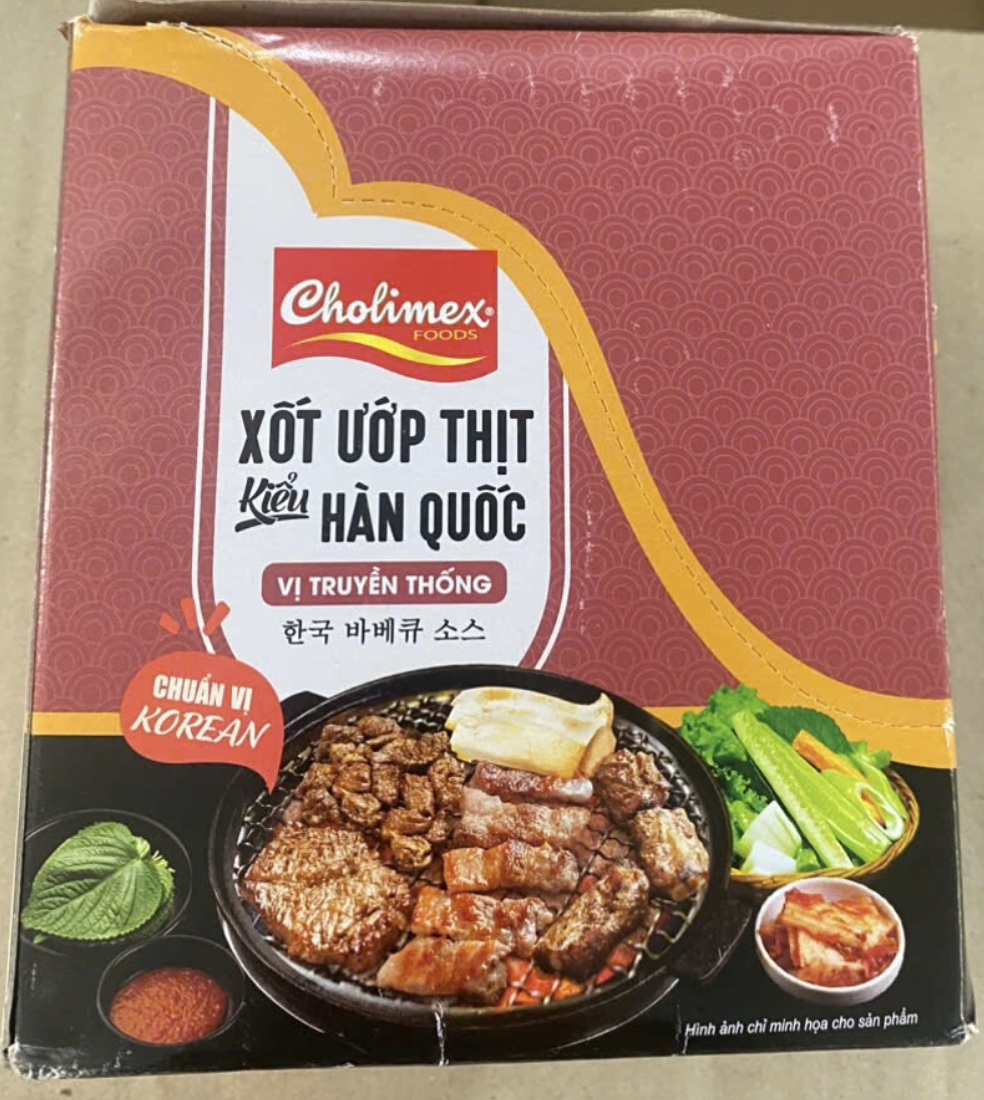 Cholimex®
FOODS
XỐT ƯỚP THỊT
Kiểu HÀN QUỐC
VỊ TRUYỀN THỐNG
한국 바베큐 소스
CHUẨN VỊ
KOREAN
Hình ảnh chỉ minh họa cho sản phẩm